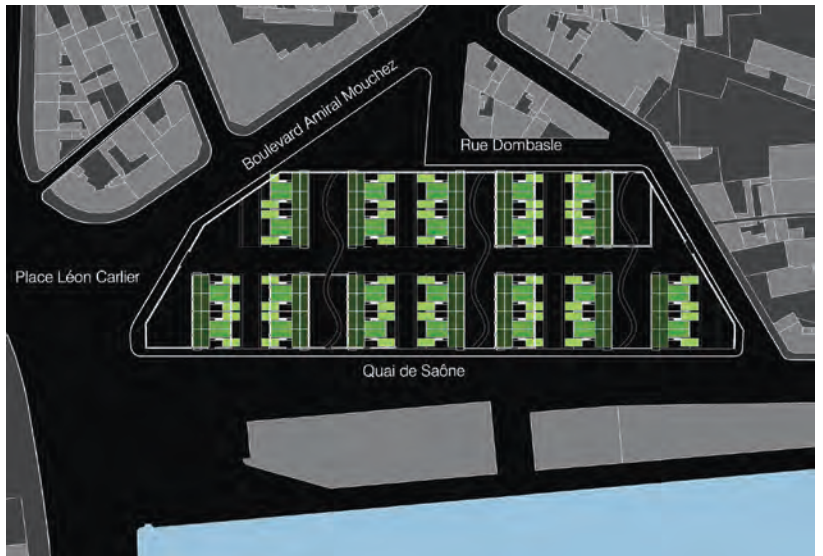 Boulevard Amiral Mouchez
Rue Dombasle
Place Léon Carlier
Quai de Saône